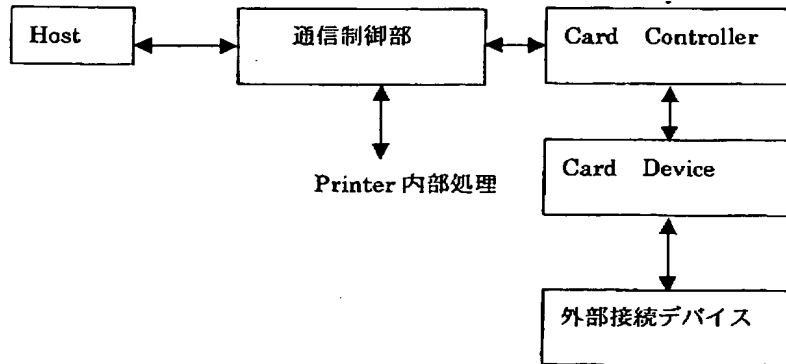 Host
通信制御部
Card Controller
Card Device
Printer 内部処理
外部接続デバイス